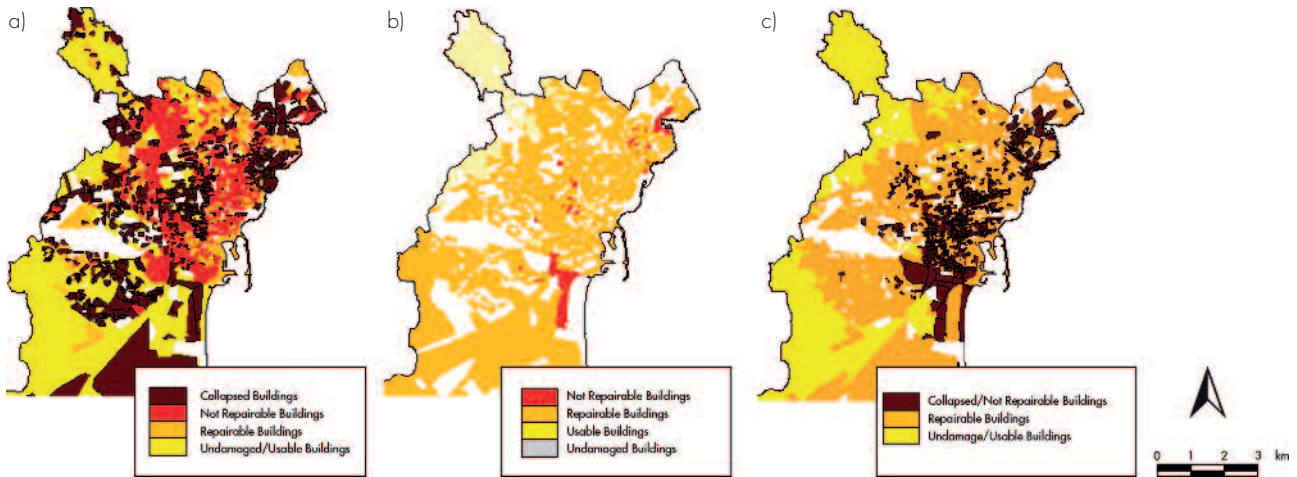 a)
b)
c)
Collapsed Buildings
Not Repairable Buildings
Repairable Buildings
Undamaged/Usable Buildings
Not Repairable Buildings
Repairable Buildings
Usable Buildings
Undamaged Buildings
Collapsed/Not Repairable Buildings
Repairable Buildings
Undamage/Usable Buildings
0 1 2 3 km